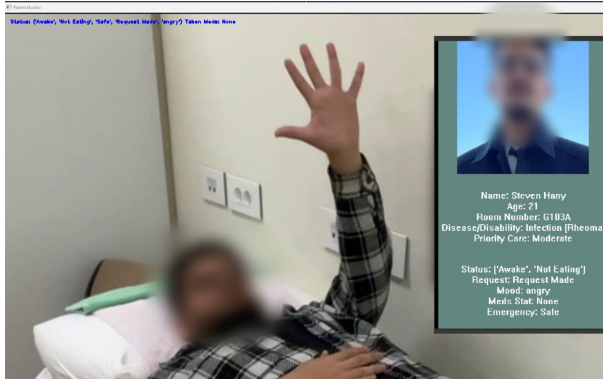 Patient Monitor
Status: ('Awake', 'Not Eating', 'Safe', 'Request Made', 'angry') Taken Meds: None
Name: Steven Hany
Age: 21
Room Number: G103A
Disease/Disability: Infection [Rheoma
Priority Care: Moderate
Status: ['Awake', 'Not Eating']
Request: Request Made
Mood: angry
Meds Stat: None
Emergency: Safe